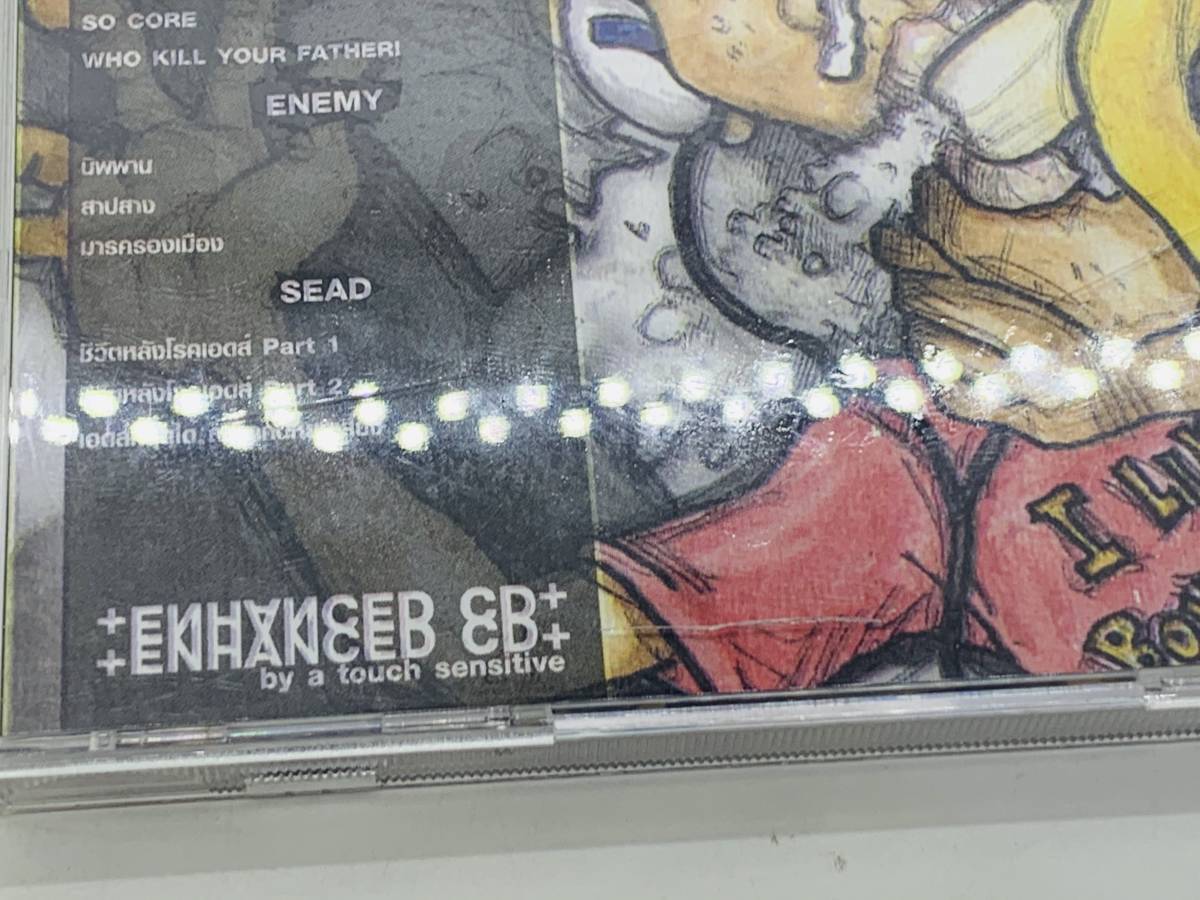 SO CORE
WHO KILL YOUR FATHER!
ENEMY
นิพพาน
สาปสาง
มารครองเมือง
SEAD
ชีวิตหลังโรคเอดส์ Part 1
Part 2
+ENHANCED CD+
+ENHANCED CD+
by a touch sensitive
I